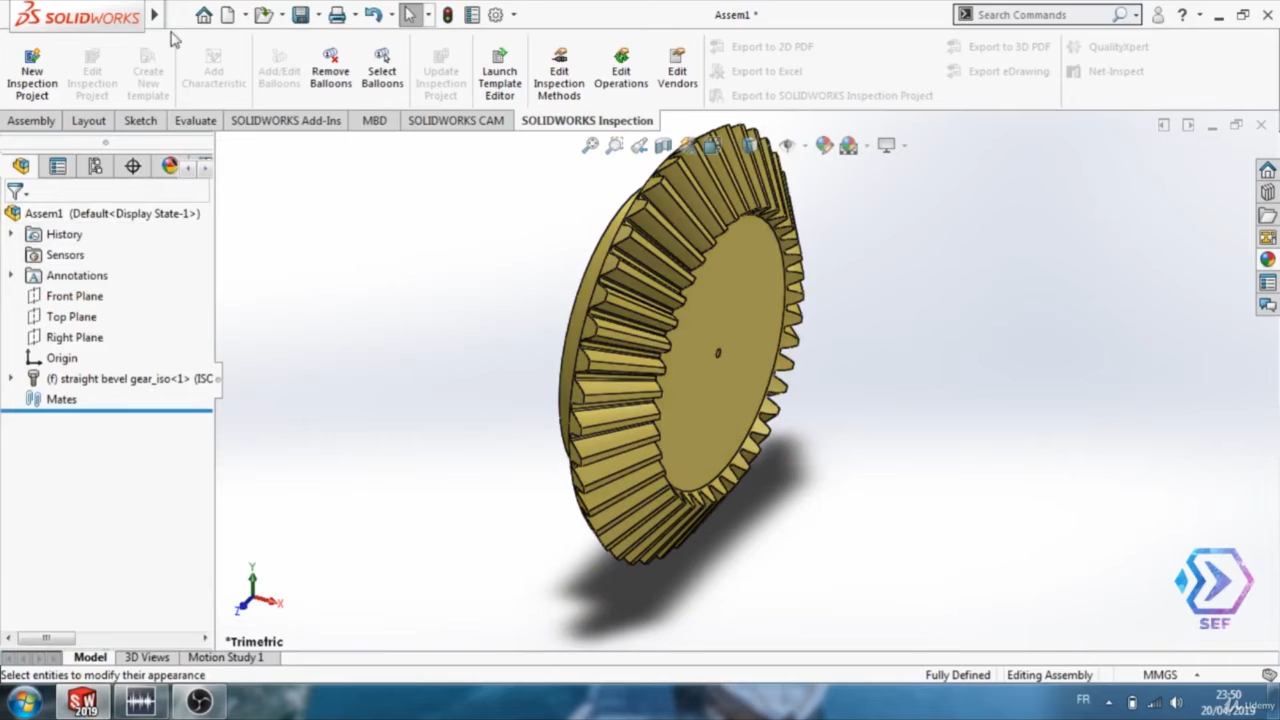 SOLIDWORKS
Assem1 *
Search Commands
New Inspection Project
Edit Inspection Project
Create New template
Add Characteristic
Add/Edit Balloons
Remove Balloons
Select Balloons
Update Inspection Project
Launch Template Editor
Edit Inspection Methods
Edit Operations
Edit Vendors
Export to 2D PDF
Export to Excel
Export to SOLIDWORKS Inspection Project
Export to 3D PDF
Export eDrawing
QualityXpert
Net-Inspect
Assembly
Layout
Sketch
Evaluate
SOLIDWORKS Add-Ins
MBD
SOLIDWORKS CAM
SOLIDWORKS Inspection
Assem1 (Default<Display State-1>)
History
Sensors
Annotations
Front Plane
Top Plane
Right Plane
Origin
(f) straight bevel gear_iso<1> (ISC
Mates
Y
X
Z
*Trimetric
SEF
Model
3D Views
Motion Study 1
Select entities to modify their appearance
Fully Defined
Editing Assembly
MMGS
SW 2019
FR
23:50
20/04/2019
Udemy